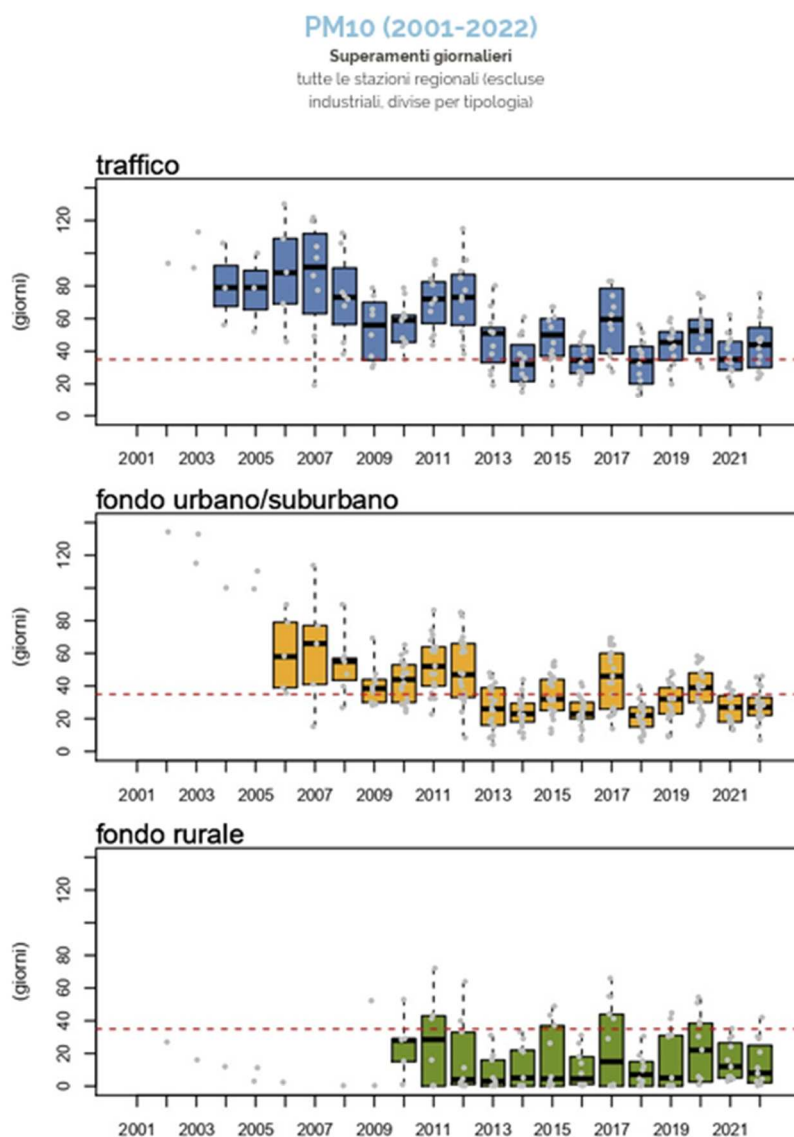 PM10 (2001-2022)
Superamenti giornalieri
tutte le stazioni regionali (escluse
industriali, divise per tipologia)
traffico
120
80
60
40
20
0
(giorni)
2001 2003 2005 2007 2009 2011 2013 2015 2017 2019 2021
fondo urbano/suburbano
120
80
60
40
20
0
(giorni)
2001 2003 2005 2007 2009 2011 2013 2015 2017 2019 2021
fondo rurale
120
80
60
40
20
0
(giorni)
2001 2003 2005 2007 2009 2011 2013 2015 2017 2019 2021